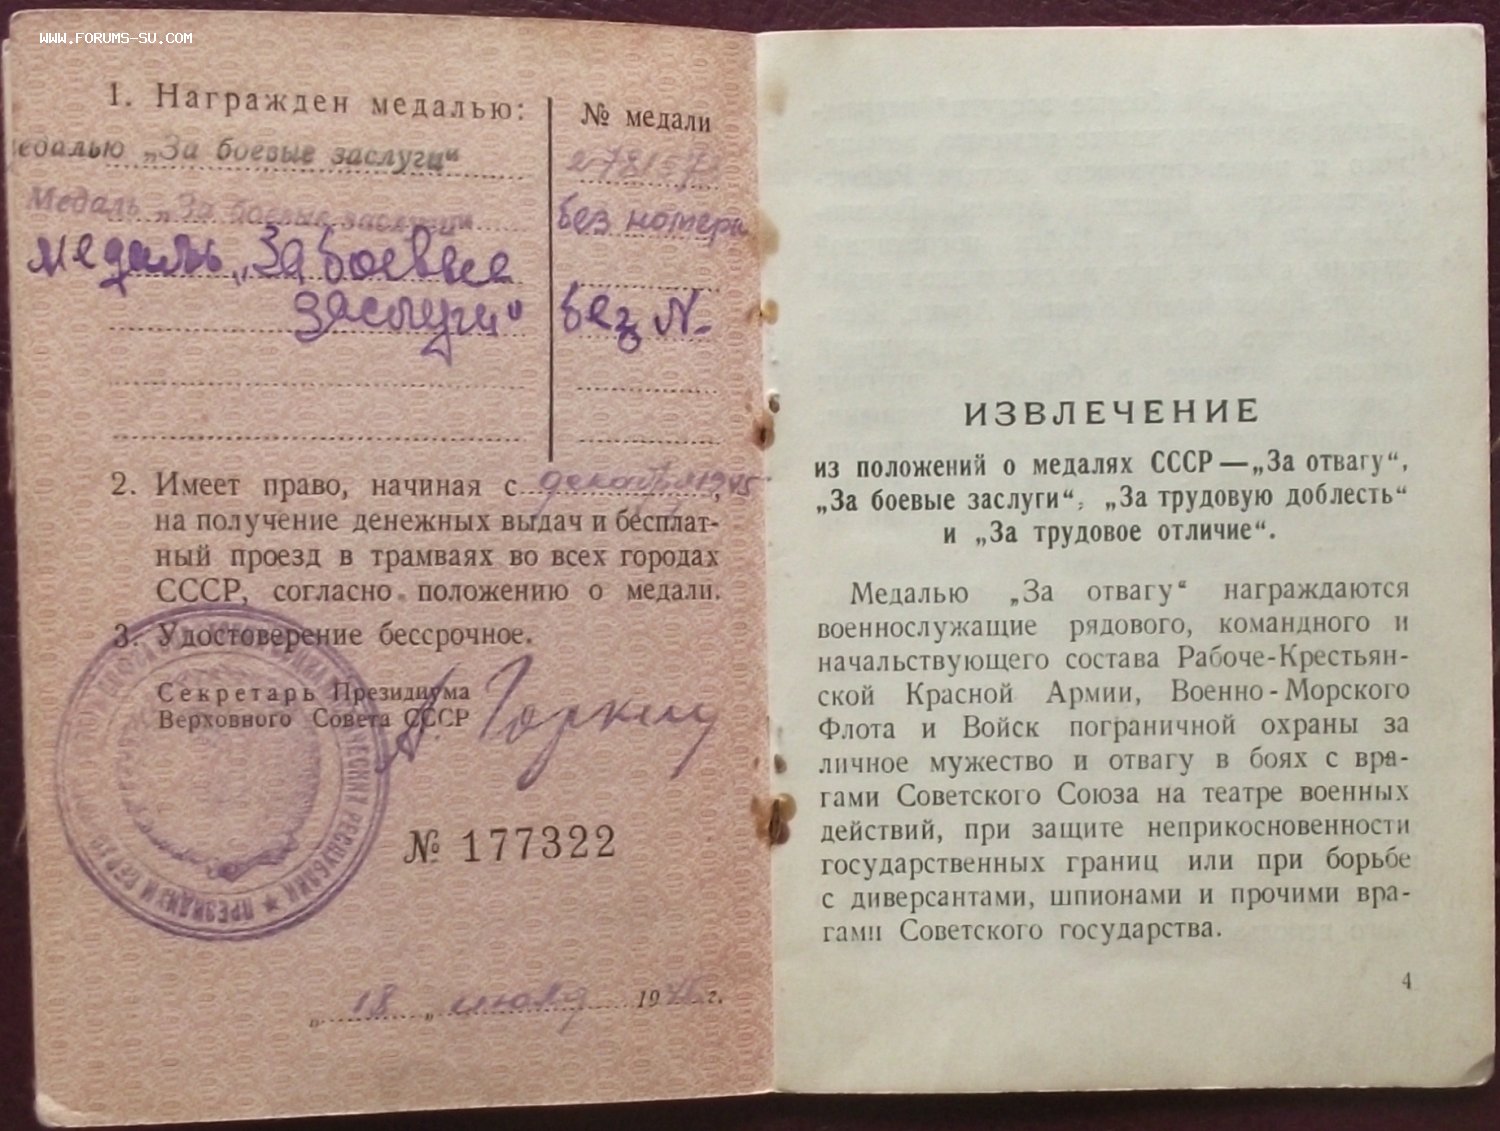 WWW.FORUMS-SU.COM
1. Награжден медалью:
№ медали
едалью „За боевые заслуги“
Медаль „За боевые заслуги“
без номера
медаль „За боевые
заслуги“
без N.
2. Имеет право, начиная с декабря 1945,
на получение денежных выдач и бесплат-
ный проезд в трамваях во всех городах
СССР, согласно положению о медали.
3. Удостоверение бессрочное.
Секретарь Президиума
Верховного Совета СССР
А. Горкин
№ 177322
„18„ июля 19 г.
ИЗВЛЕЧЕНИЕ
из положений о медалях СССР—„За отвагу“,
„За боевые заслуги“, „За трудовую доблесть“
и „За трудовое отличие“.
Медалью „За отвагу“ награждаются
военнослужащие рядового, командного и
начальствующего состава Рабоче-Крестьян-
ской Красной Армии, Военно-Морского
Флота и Войск пограничной охраны за
личное мужество и отвагу в боях с вра-
гами Советского Союза на театре военных
действий, при защите неприкосновенности
государственных границ или при борьбе
с диверсантами, шпионами и прочими вра-
гами Советского государства.
4